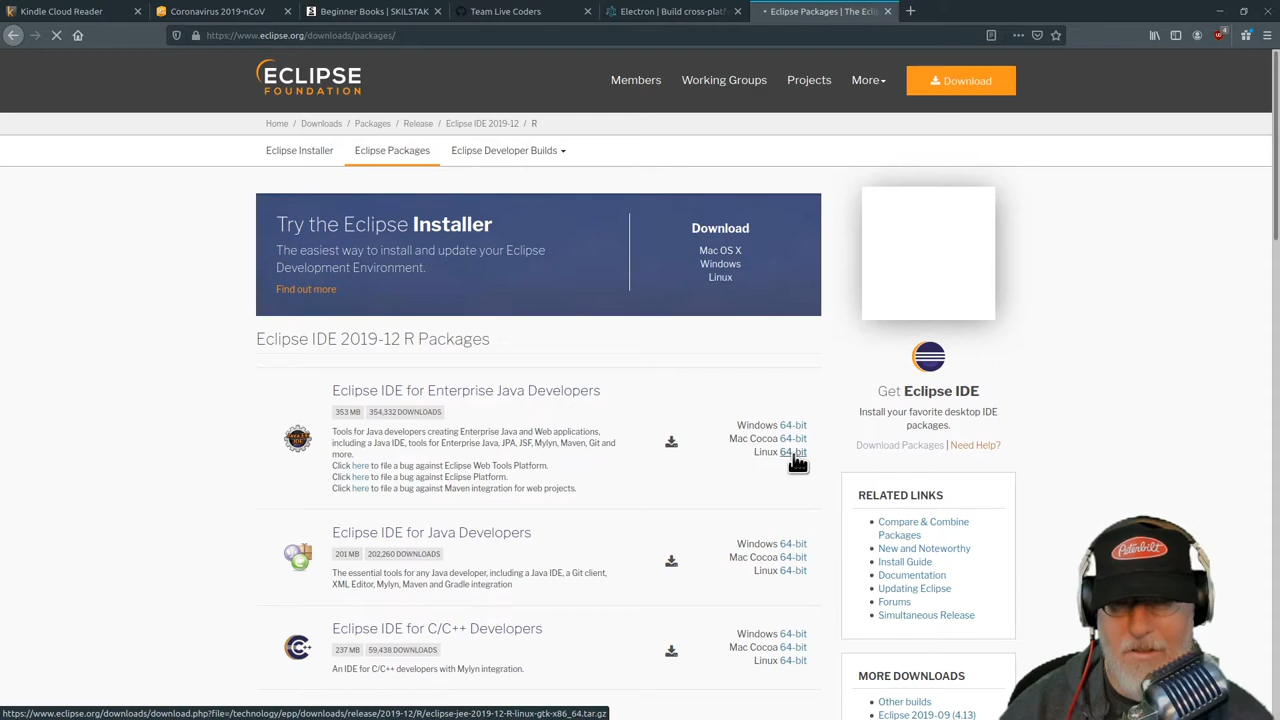 Kindle Cloud Reader
Coronavirus 2019-nCoV
Beginner Books | SKILSTAK
Team Live Coders
Electron | Build cross-platf
Eclipse Packages | The Ecli
https://www.eclipse.org/downloads/packages/
ECLIPSE
FOUNDATION
Members
Working Groups
Projects
More
Download
Home / Downloads / Packages / Release / Eclipse IDE 2019-12 / R
Eclipse Installer
Eclipse Packages
Eclipse Developer Builds
Try the Eclipse Installer
The easiest way to install and update your Eclipse
Development Environment.
Find out more
Download
Mac OS X
Windows
Linux
Eclipse IDE 2019-12 R Packages
Eclipse IDE for Enterprise Java Developers
353 MB 354,332 DOWNLOADS
Tools for Java developers creating Enterprise Java and Web applications,
including a Java IDE, tools for Enterprise Java, JPA, JSF, Mylyn, Maven, Git and
more.
Click here to file a bug against Eclipse Web Tools Platform.
Click here to file a bug against Eclipse Platform.
Click here to file a bug against Maven integration for web projects.
Windows 64-bit
Mac Cocoa 64-bit
Linux 64-bit
Eclipse IDE for Java Developers
201 MB 202,260 DOWNLOADS
The essential tools for any Java developer, including a Java IDE, a Git client,
XML Editor, Mylyn, Maven and Gradle integration
Windows 64-bit
Mac Cocoa 64-bit
Linux 64-bit
Eclipse IDE for C/C++ Developers
237 MB 59,438 DOWNLOADS
An IDE for C/C++ developers with Mylyn integration.
Windows 64-bit
Mac Cocoa 64-bit
Linux 64-bit
Get Eclipse IDE
Install your favorite desktop IDE
packages.
Download Packages | Need Help?
RELATED LINKS
Compare & Combine
Packages
New and Noteworthy
Install Guide
Documentation
Updating Eclipse
Forums
Simultaneous Release
MORE DOWNLOADS
Other builds
Eclipse 2019-09 (4.13)
Peterbilt
https://www.eclipse.org/downloads/download.php?file=/technology/epp/downloads/release/2019-12/R/eclipse-jee-2019-12-R-linux-gtk-x86_64.tar.gz